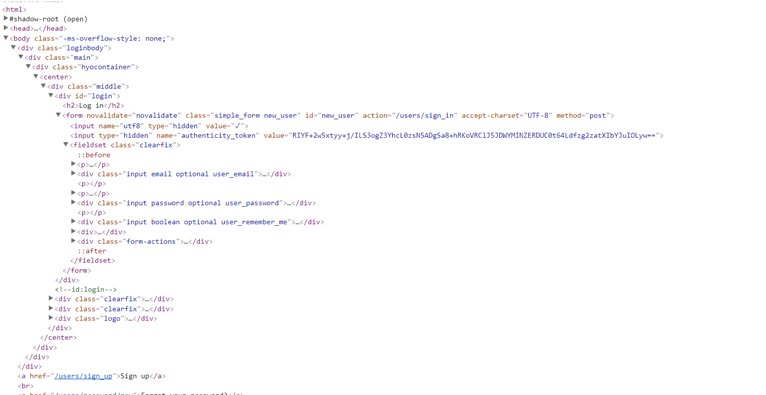 <html>
▶#shadow-root (open)
▶<head>…</head>
▼<body class="-ms-overflow-style: none;">
▼<div class="loginbody">
▼<div class="main">
▼<div class="hyocontainer">
▼<center>
▼<div class="middle">
▼<div id="login">
<h2>Log in</h2>
▼<form novalidate="novalidate" class="simple_form new_user" id="new_user" action="/users/sign_in" accept-charset="UTF-8" method="post">
<input name="utf8" type="hidden" value="✓">
<input type="hidden" name="authenticity_token" value="RIYF+2w5xtyy+j/ILS3ogZ3YhcL0zsN5ADgSa8+hRKoVRClJ5JDWYMINZERDUC0t64Ldfzg2zatXIbYJuIOLyw==">
▼<fieldset class="clearfix">
::before
▶<p>…</p>
▶<div class="input email optional user_email">…</div>
<p></p>
▶<p>…</p>
▶<div class="input password optional user_password">…</div>
<p></p>
▶<div class="input boolean optional user_remember_me">…</div>
▶<div>…</div>
▶<div class="form-actions">…</div>
::after
</fieldset>
</form>
</div>
<!--id:login-->
▶<div class="clearfix">…</div>
▶<div class="clearfix">…</div>
▶<div class="logo">…</div>
</div>
</center>
</div>
</div>
</div>
<a href="/users/sign_up">Sign up</a>
<br>